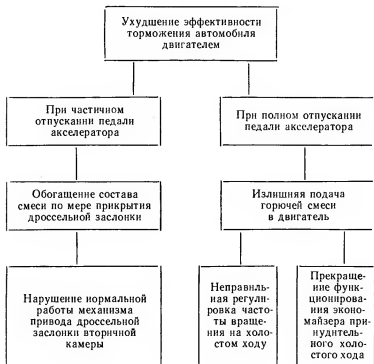 Ухудшение эффективности
торможения автомобиля
двигателем
При частичном
отпускании педали
акселератора
При полном отпускании
педали акселератора
Обогащение состава
смеси по мере прикрытия
дроссельной заслонки
Излишняя подача
горючей смеси
в двигатель
Нарушение нормальной
работы механизма
привода дроссельной
заслонки вторичной
камеры
Неправиль-
ная регули-
ровка часто-
ты враще-
ния на холо-
стом ходу
Прекраще-
ние функ-
ционирова-
ния эконо-
майзера при-
нудитель-
ного холо-
стого хода